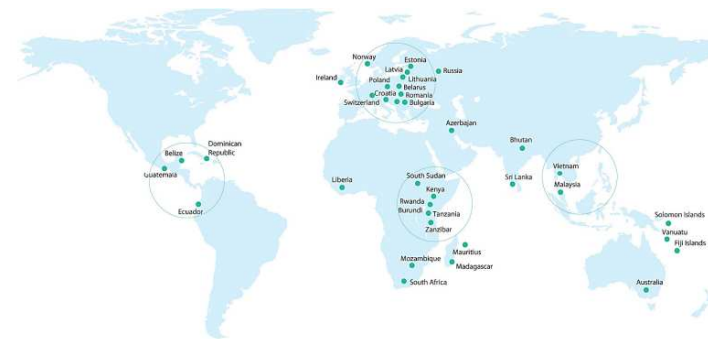 Norway
Estonia
Latvia
Russia
Ireland
Lithuania
Poland
Belarus
Croatia
Romania
Switzerland
Bulgaria
Azerbajan
Bhutan
Dominican
Republic
Belize
Guatemala
Ecuador
Liberia
South Sudan
Kenya
Rwanda
Burundi
Tanzania
Zanzibar
Sri Lanka
Vietnam
Malaysia
Mauritius
Madagascar
Mozambique
South Africa
Solomon Islands
Vanuatu
Fiji Islands
Australia